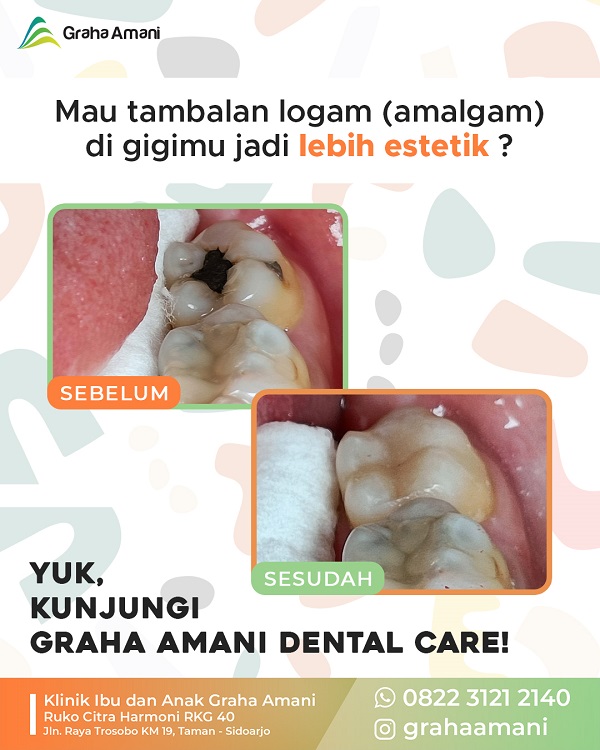 Graha Amani
Mau tambalan logam (amalgam)
di gigimu jadi lebih estetik ?
SEBELUM
SESUDAH
YUK,
KUNJUNGI
GRAHA AMANI DENTAL CARE!
Klinik Ibu dan Anak Graha Amani
Ruko Citra Harmoni RKG 40
Jln. Raya Trosobo KM 19, Taman - Sidoarjo
0822 3121 2140
grahaamani